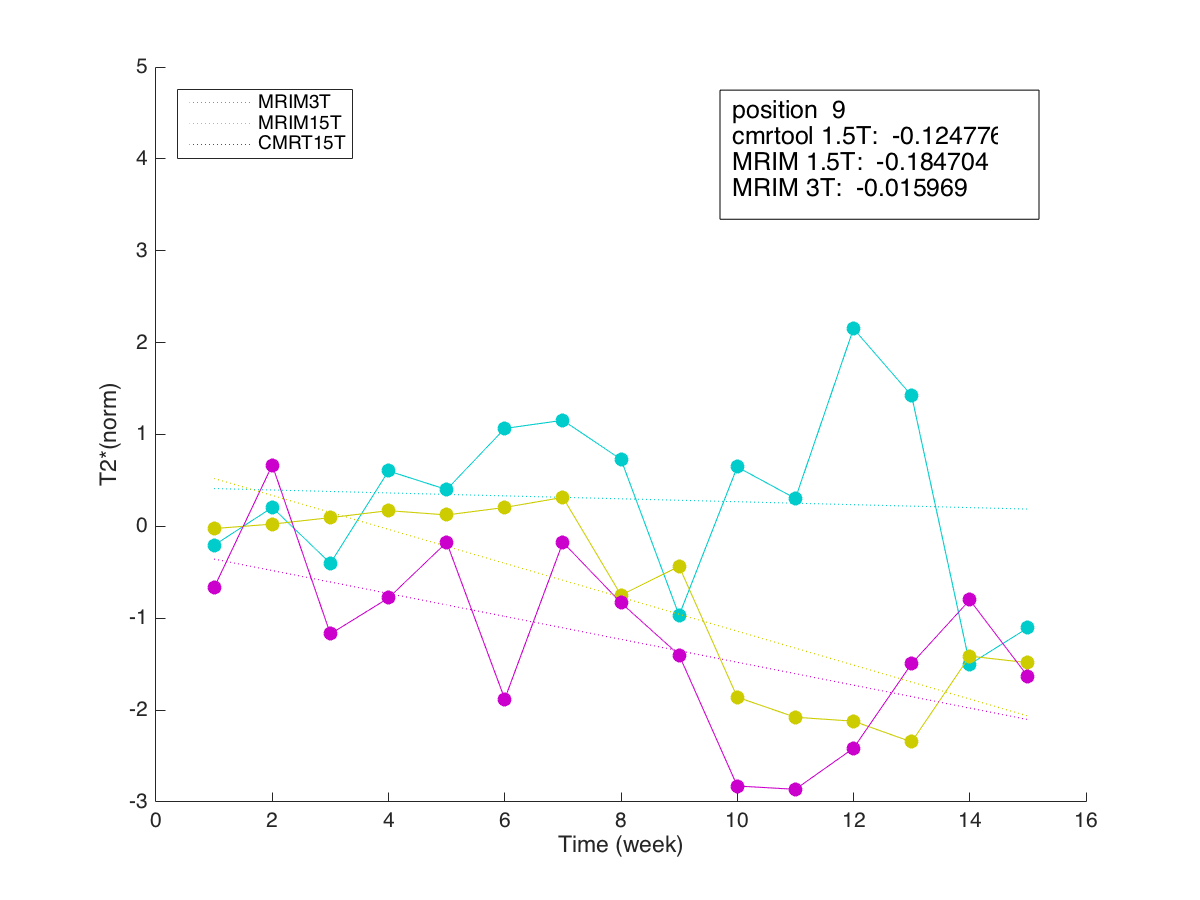 5
4
3
2
1
0
-1
-2
-3
0 2 4 6 8 10 12 14 16
Time (week)
T2*(norm)
MRIM3T
MRIM15T
CMRT15T
position 9
cmrtool 1.5T: -0.124776
MRIM 1.5T: -0.184704
MRIM 3T: -0.015969